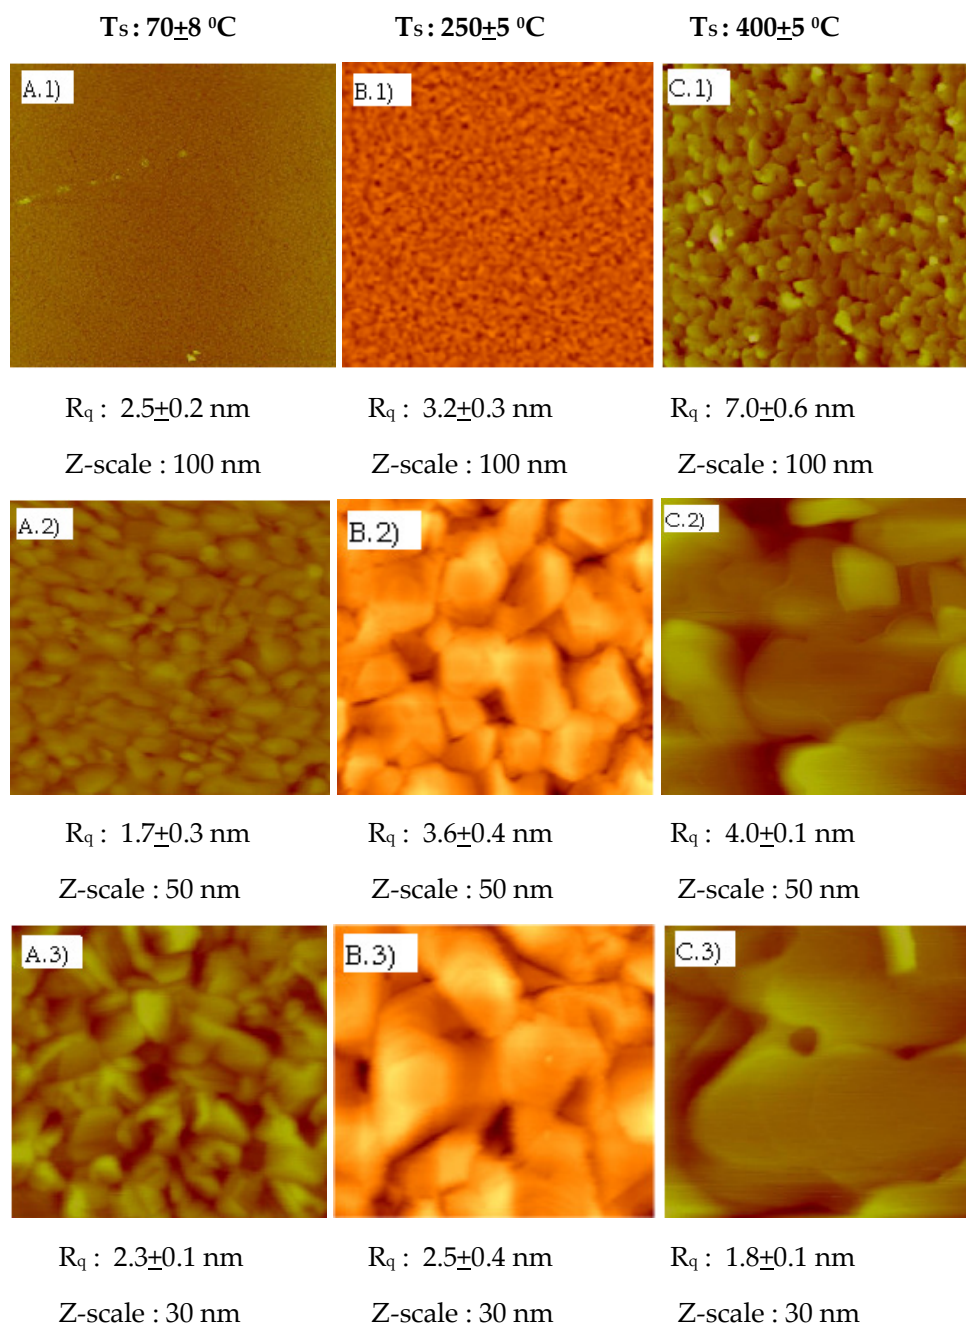 Ts : 70±8 ⁰C Ts : 250±5 ⁰C Ts : 400±5 ⁰C
A.1) B.1) C.1)
Rq : 2.5±0.2 nm Rq : 3.2±0.3 nm Rq : 7.0±0.6 nm
Z-scale : 100 nm Z-scale : 100 nm Z-scale : 100 nm
A.2) B.2) C.2)
Rq : 1.7±0.3 nm Rq : 3.6±0.4 nm Rq : 4.0±0.1 nm
Z-scale : 50 nm Z-scale : 50 nm Z-scale : 50 nm
A.3) B.3) C.3)
Rq : 2.3±0.1 nm Rq : 2.5±0.4 nm Rq : 1.8±0.1 nm
Z-scale : 30 nm Z-scale : 30 nm Z-scale : 30 nm